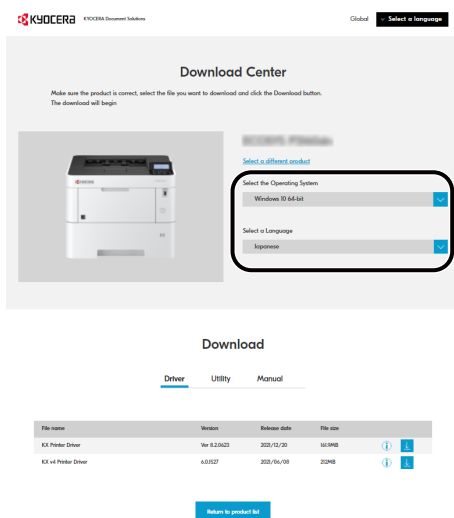 KYOCERA KYOCERA Document Solutions Global Select a language
Download Center
Make sure the product is correct, select the file you want to download and click the Download button.
The download will begin
Select a different product
Select the Operating System
Windows 10 64-bit
Select a Language
kapanese
Download
Driver Utility Manual
File name Version Release date File size
KX Printer Driver Ver 8.2.0623 2021/12/20 161.9MB
KX v4 Printer Driver 6.0.1527 2021/06/08 212MB
Return to product list